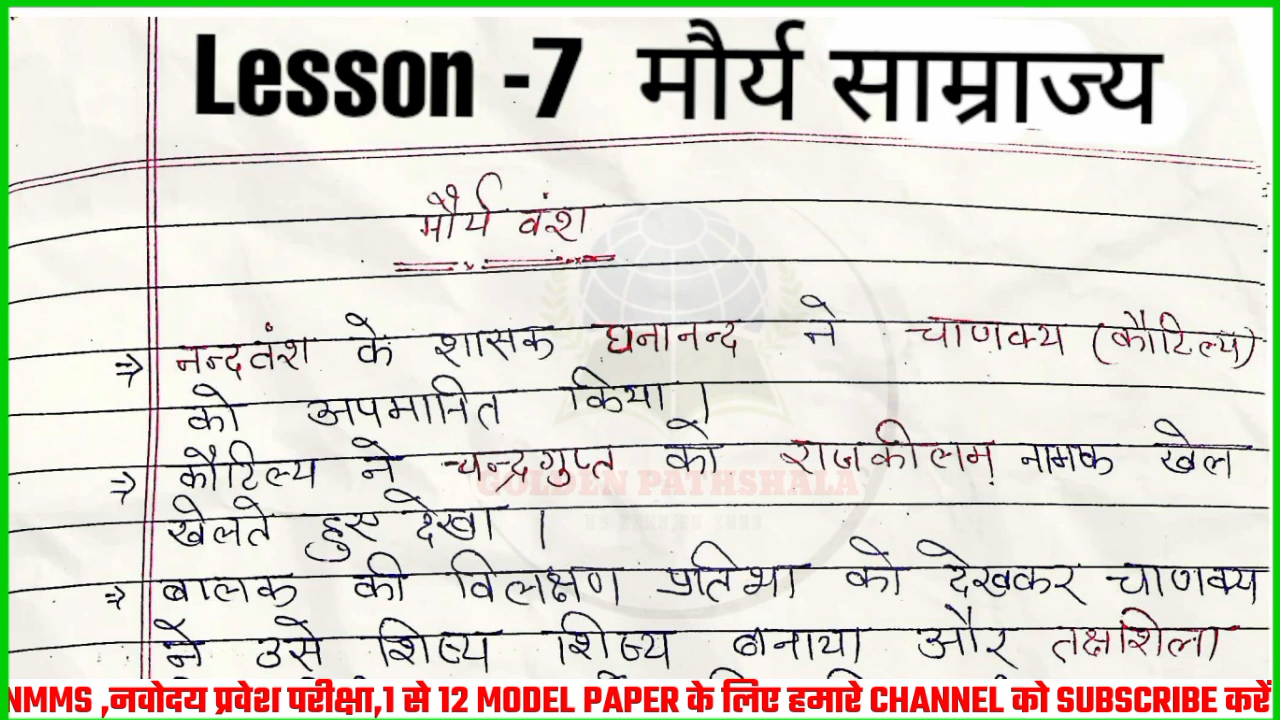 Lesson -7 मौर्य साम्राज्य
मौर्य वंश
⇒ नन्दवंश के शासक घनानन्द ने चाणक्य (कौटिल्य)
को अपमानित किया।
⇒ कौटिल्य ने चन्द्रगुप्त को राजकीलम् नामक खेल
खेलते हुए देखा।
⇒ बालक की विलक्षण प्रतिभा को देखकर चाणक्य
ने उसे शिष्य शिष्य बनाया और तक्षशिला
GOLDEN PATHSHALA
NMMS ,नवोदय प्रवेश परीक्षा,1 से 12 MODEL PAPER के लिए हमारे CHANNEL को SUBSCRIBE करें